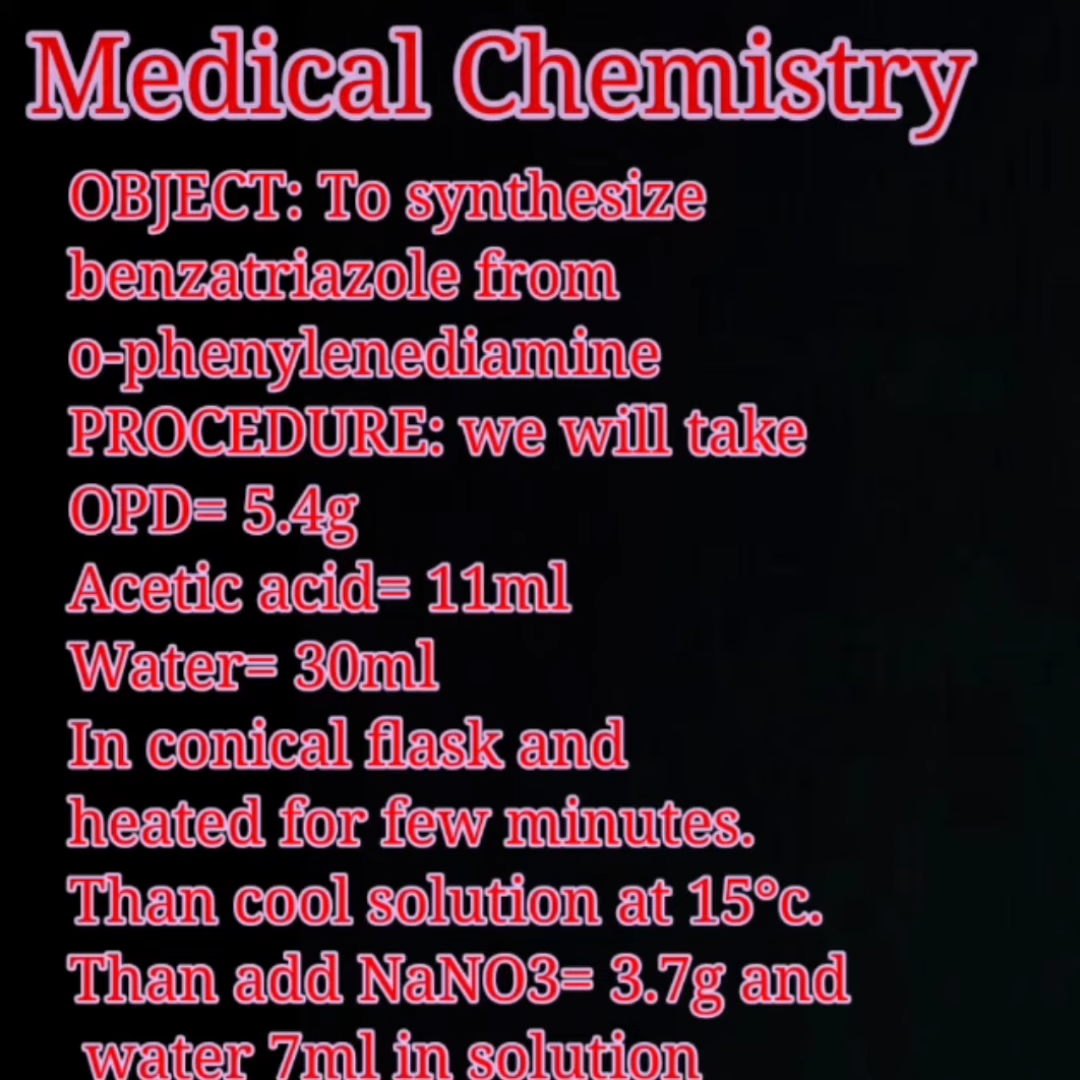 Medical Chemistry
OBJECT: To synthesize
benzatriazole from
o-phenylenediamine
PROCEDURE: we will take
OPD= 5.4g
Acetic acid= 11ml
Water= 30ml
In conical flask and
heated for few minutes.
Than cool solution at 15°c.
Than add NaNO3= 3.7g and
water 7ml in solution